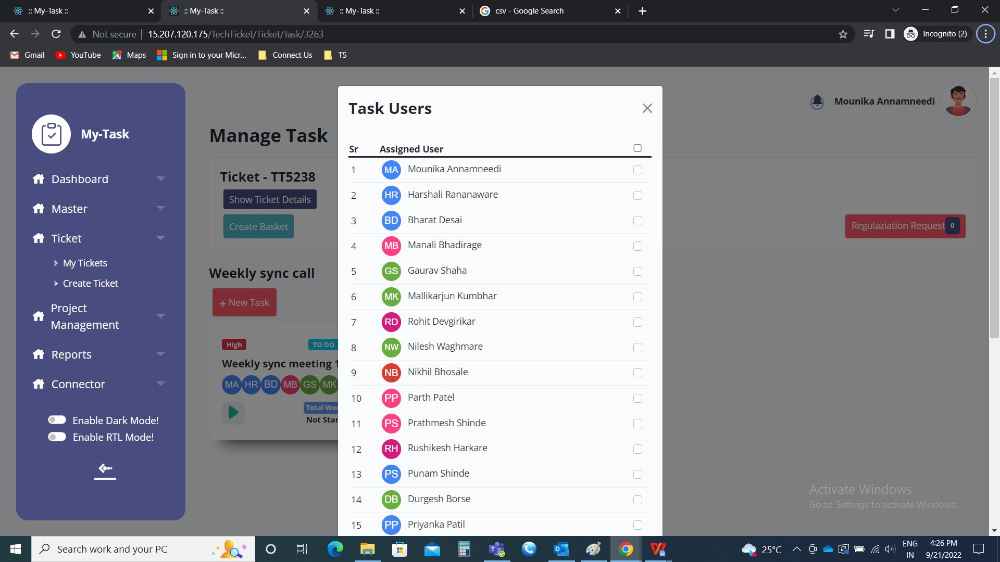 :: My-Task ::
:: My-Task ::
:: My-Task ::
csv - Google Search
Not secure
15.207.120.175/TechTicket/Ticket/Task/3263
Incognito (2)
Gmail
YouTube
Maps
Sign in to your Micr...
Connect Us
TS
My-Task
Dashboard
Master
Ticket
My Tickets
Create Ticket
Project
Management
Reports
Connector
Enable Dark Mode!
Enable RTL Mode!
Mounika Annamneedi
Manage Task
Ticket - TT5238
Show Ticket Details
Create Basket
Regulaziation Request 0
Weekly sync call
+ New Task
High
TO DO
Weekly sync meeting 1
MA HR BD MB GS MK
Total Wor
Not Star
Task Users
Sr Assigned User
1 MA Mounika Annamneedi
2 HR Harshali Rananaware
3 BD Bharat Desai
4 MB Manali Bhadirage
5 GS Gaurav Shaha
6 MK Mallikarjun Kumbhar
7 RD Rohit Devgirikar
8 NW Nilesh Waghmare
9 NB Nikhil Bhosale
10 PP Parth Patel
11 PS Prathmesh Shinde
12 RH Rushikesh Harkare
13 PS Punam Shinde
14 DB Durgesh Borse
15 PP Priyanka Patil
Activate Windows
Go to Settings to activate Windows.
Search work and your PC
25°C
ENG
IN
4:26 PM
9/21/2022